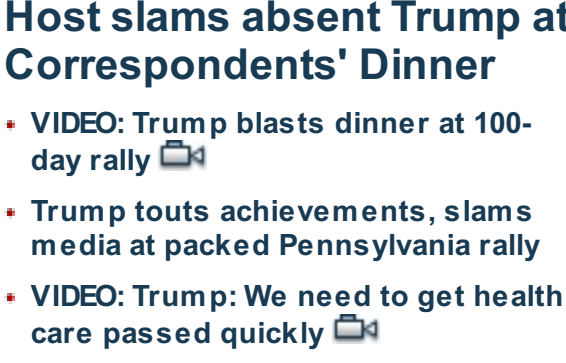 Host slams absent Trump at
Correspondents' Dinner
VIDEO: Trump blasts dinner at 100-
day rally
Trump touts achievements, slams
media at packed Pennsylvania rally
VIDEO: Trump: We need to get health
care passed quickly